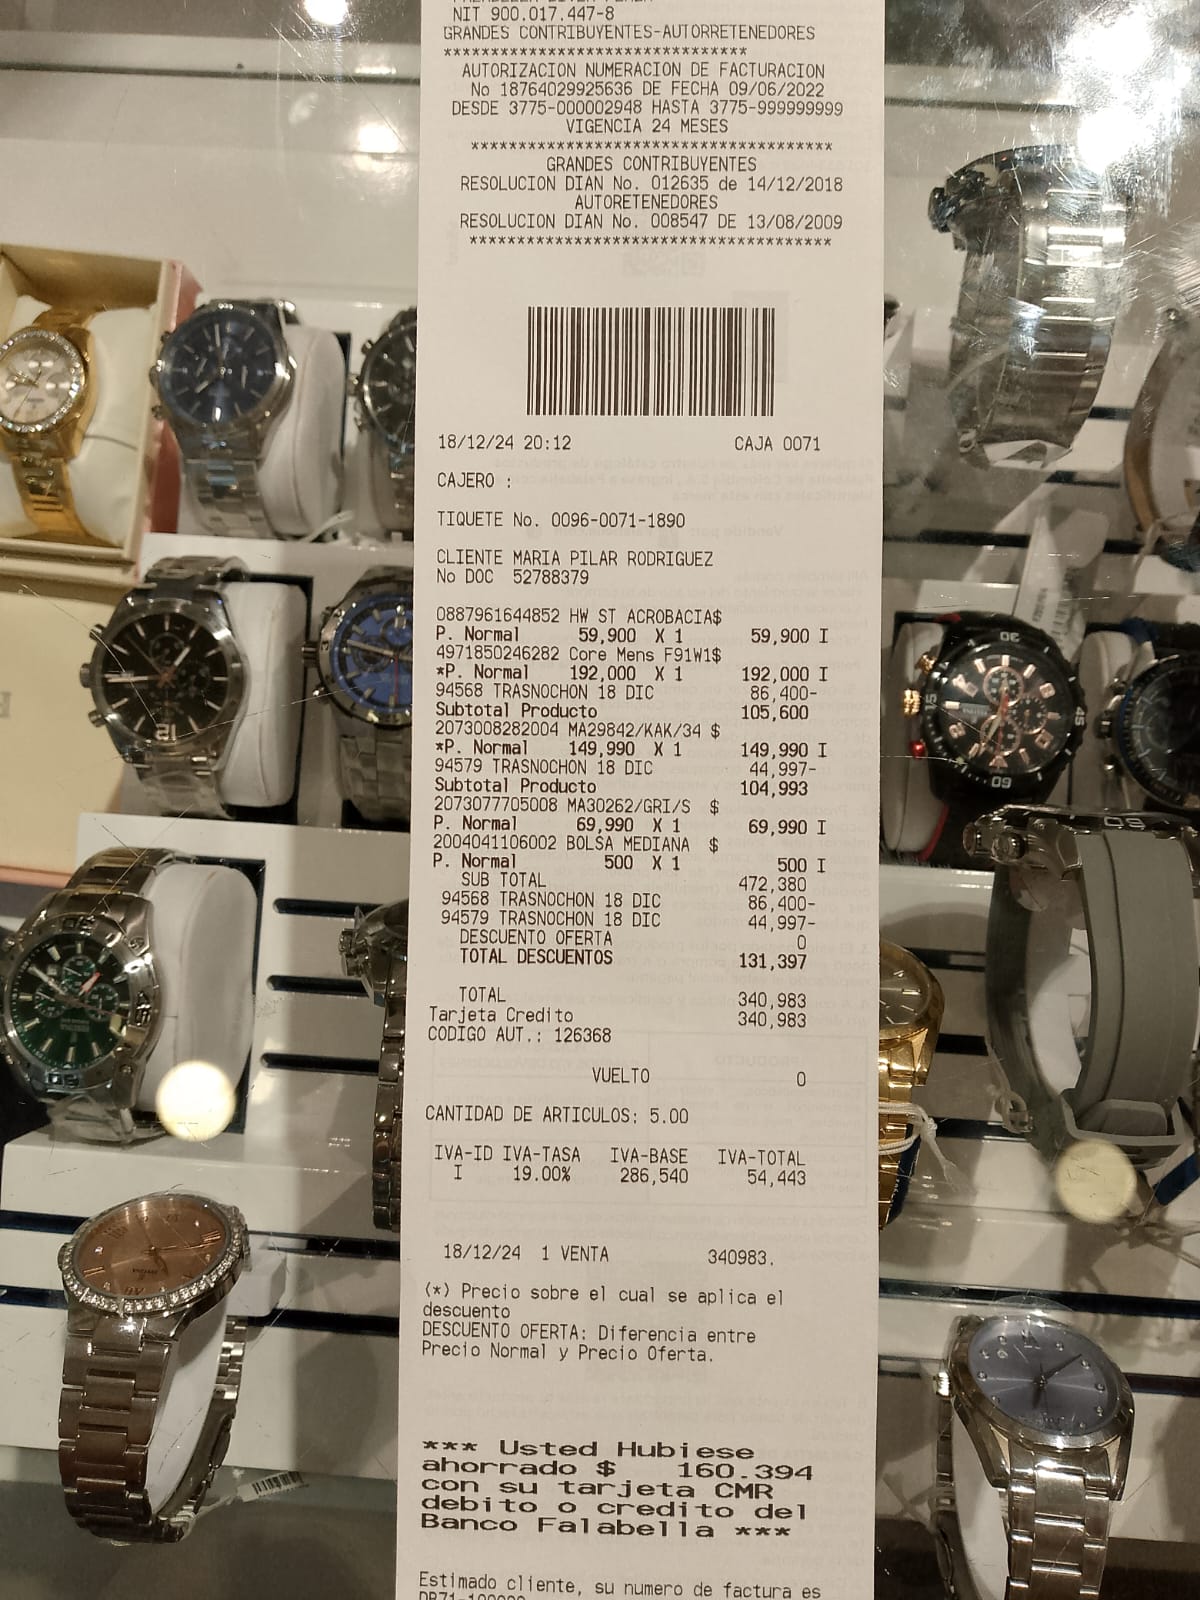 NIT 900.017.447-8
GRANDES CONTRIBUYENTES-AUTORRETENEDORES
********************************
AUTORIZACION NUMERACION DE FACTURACION
No 18764029925636 DE FECHA 09/06/2022
DESDE 3775-000002948 HASTA 3775-999999999
VIGENCIA 24 MESES
**************************************
GRANDES CONTRIBUYENTES
RESOLUCION DIAN No. 012635 de 14/12/2018
AUTORETENEDORES
RESOLUCION DIAN No. 008547 DE 13/08/2009
**************************************
18/12/24 20:12 CAJA 0071
CAJERO :
TIQUETE No. 0096-0071-1890
CLIENTE MARIA PILAR RODRIGUEZ
No DOC 52788379
0887961644852 HW ST ACROBACIA$
P. Normal 59,900 X 1 59,900 I
4971850246282 Core Mens F91W1$
*P. Normal 192,000 X 1 192,000 I
94568 TRASNOCHON 18 DIC 86,400-
Subtotal Producto 105,600
2073008282004 MA29842/KAK/34 $
*P. Normal 149,990 X 1 149,990 I
94579 TRASNOCHON 18 DIC 44,997-
Subtotal Producto 104,993
2073077705008 MA30262/GRI/S $
P. Normal 69,990 X 1 69,990 I
2004041106002 BOLSA MEDIANA $
P. Normal 500 X 1 500 I
SUB TOTAL 472,380
94568 TRASNOCHON 18 DIC 86,400-
94579 TRASNOCHON 18 DIC 44,997-
DESCUENTO OFERTA 0
TOTAL DESCUENTOS 131,397
TOTAL 340,983
Tarjeta Credito 340,983
CODIGO AUT.: 126368
VUELTO 0
CANTIDAD DE ARTICULOS: 5.00
IVA-ID IVA-TASA IVA-BASE IVA-TOTAL
I 19.00% 286,540 54,443
18/12/24 1 VENTA 340983.
(*) Precio sobre el cual se aplica el
descuento
DESCUENTO OFERTA: Diferencia entre
Precio Normal y Precio Oferta.
*** Usted Hubiese
ahorrado $ 160.394
con su tarjeta CMR
debito o credito del
Banco Falabella ***
Estimado cliente, su numero de factura es